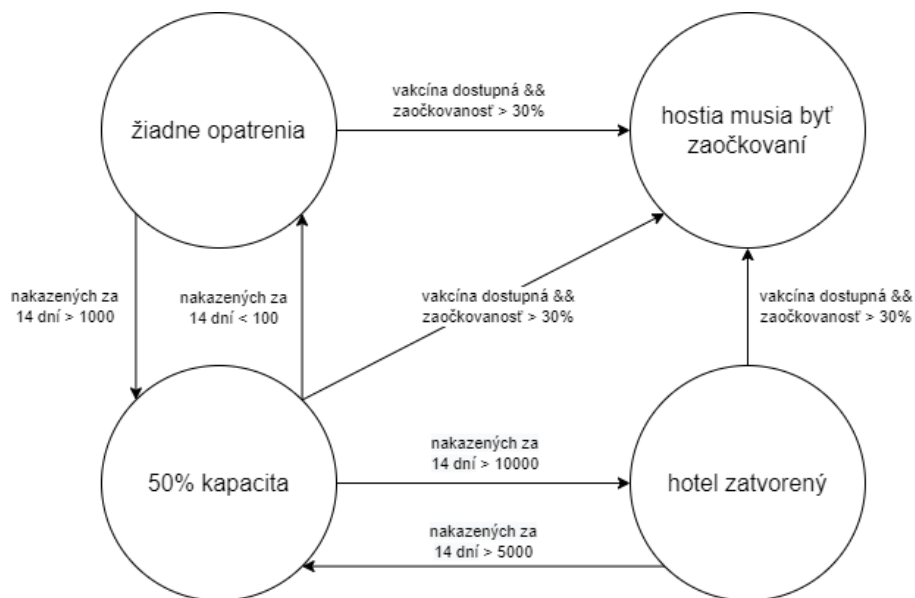 vakcína dostupná &&
zaočkovanosť > 30%
žiadne opatrenia
hostia musia byť
zaočkovaní
nakazených za
14 dní > 1000
nakazených za
14 dní < 100
vakcína dostupná &&
zaočkovanosť > 30%
vakcína dostupná &&
zaočkovanosť > 30%
nakazených za
14 dní > 10000
50% kapacita
hotel zatvorený
nakazených za
14 dní > 5000